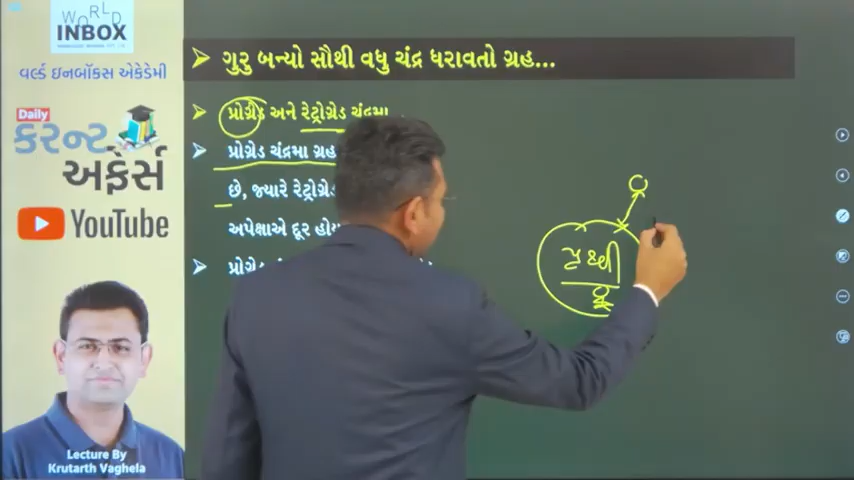 WORLD
INBOX
વર્લ્ડ ઇનબૉક્સ એકેડેમી
Daily
કરન્ટ
અફેર્સ
YouTube
Lecture By
Krutarth Vaghela
ગુરુ બન્યો સૌથી વધુ ચંદ્ર ધરાવતો ગ્રહ...
પ્રોગ્રેડ અને રેટ્રોગ્રેડ ચંદ્રમા
પ્રોગ્રેડ ચંદ્રમા ગ્રહ
છે, જ્યારે રેટ્રોગ્રેડ
અપેક્ષાએ દૂર
પૃથ્વી